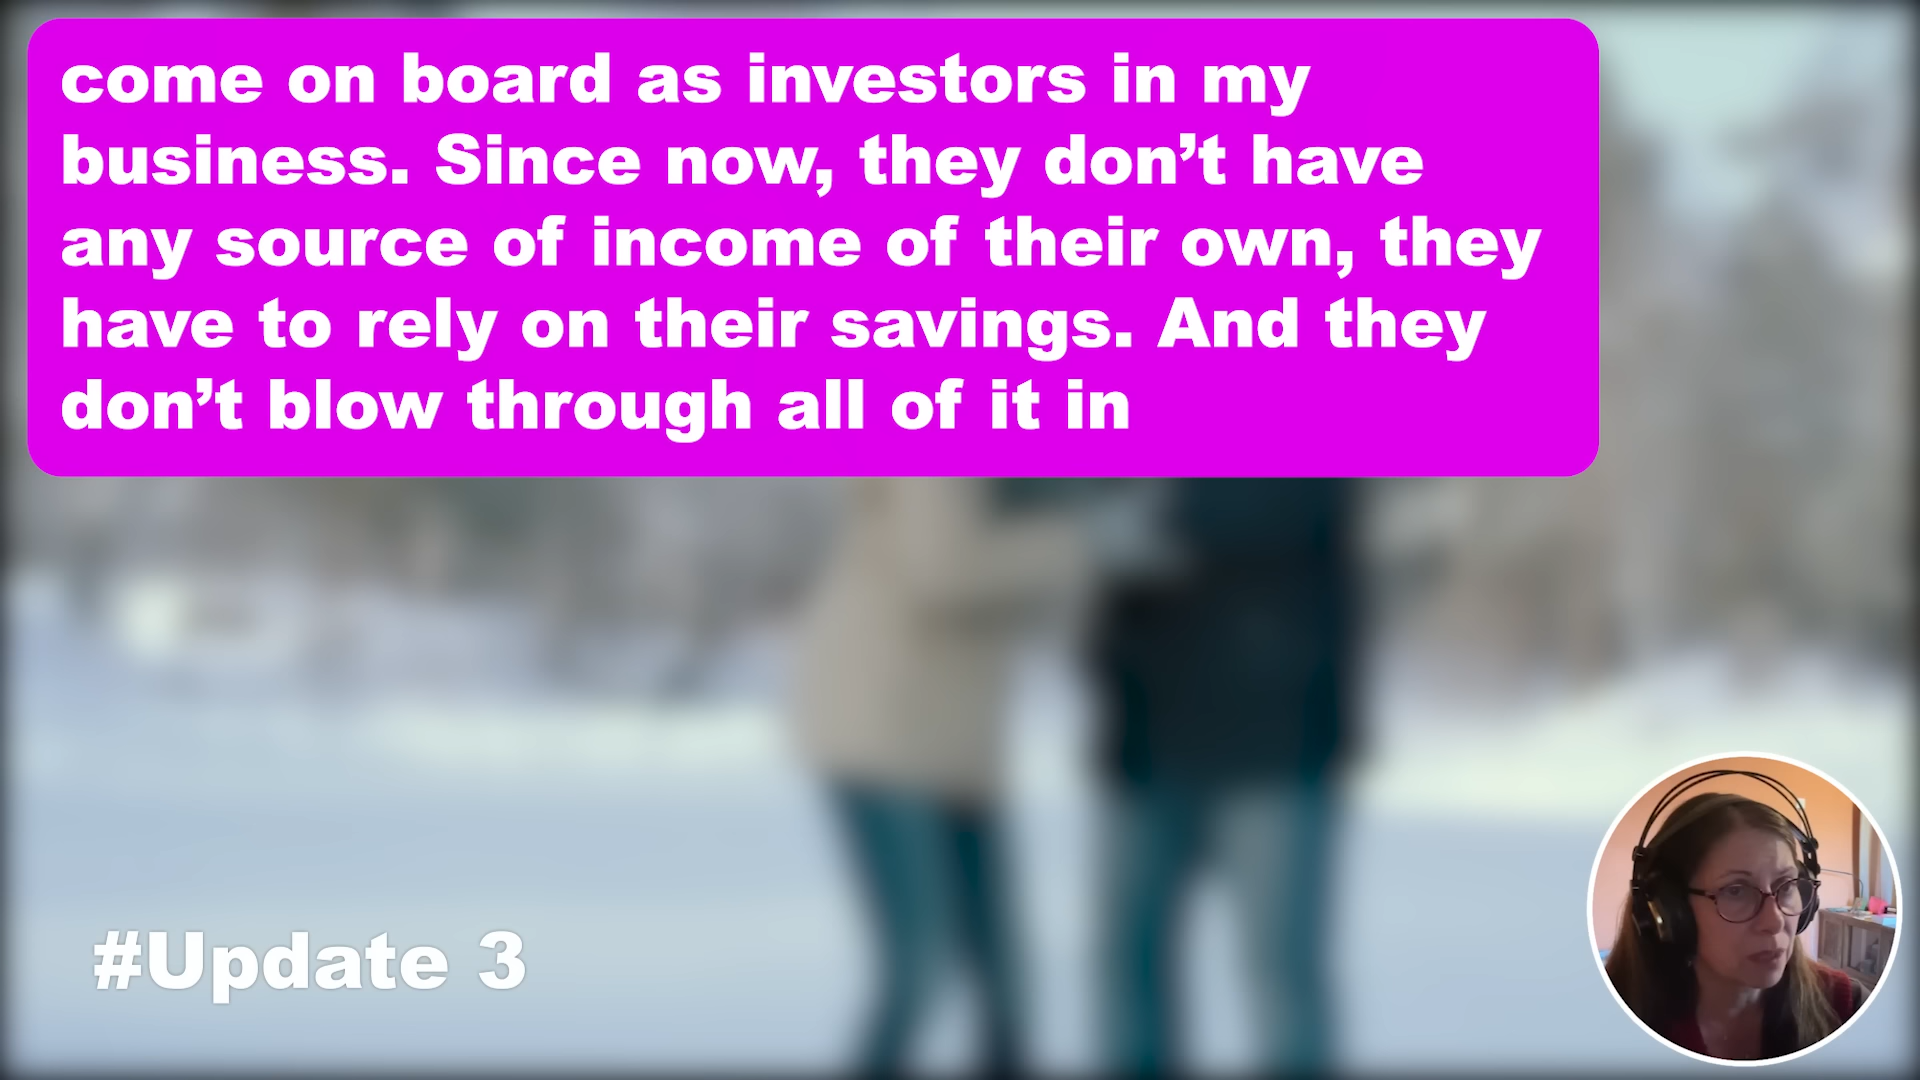 come on board as investors in my
business. Since now, they don’t have
any source of income of their own, they
have to rely on their savings. And they
don’t blow through all of it in
#Update 3